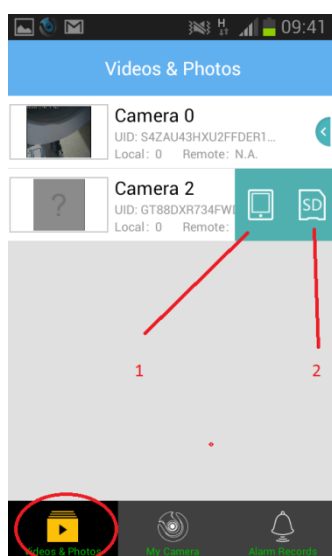 H 09:41
Videos & Photos
Camera 0
UID: S4ZAU43HXU2FFDER1...
Local: 0 Remote: N.A.
Camera 2
UID: GT88DXR734FW
Local: 0 Remote:
SD
?
1
2
Videos & Photos
My Camera
Alarm Records